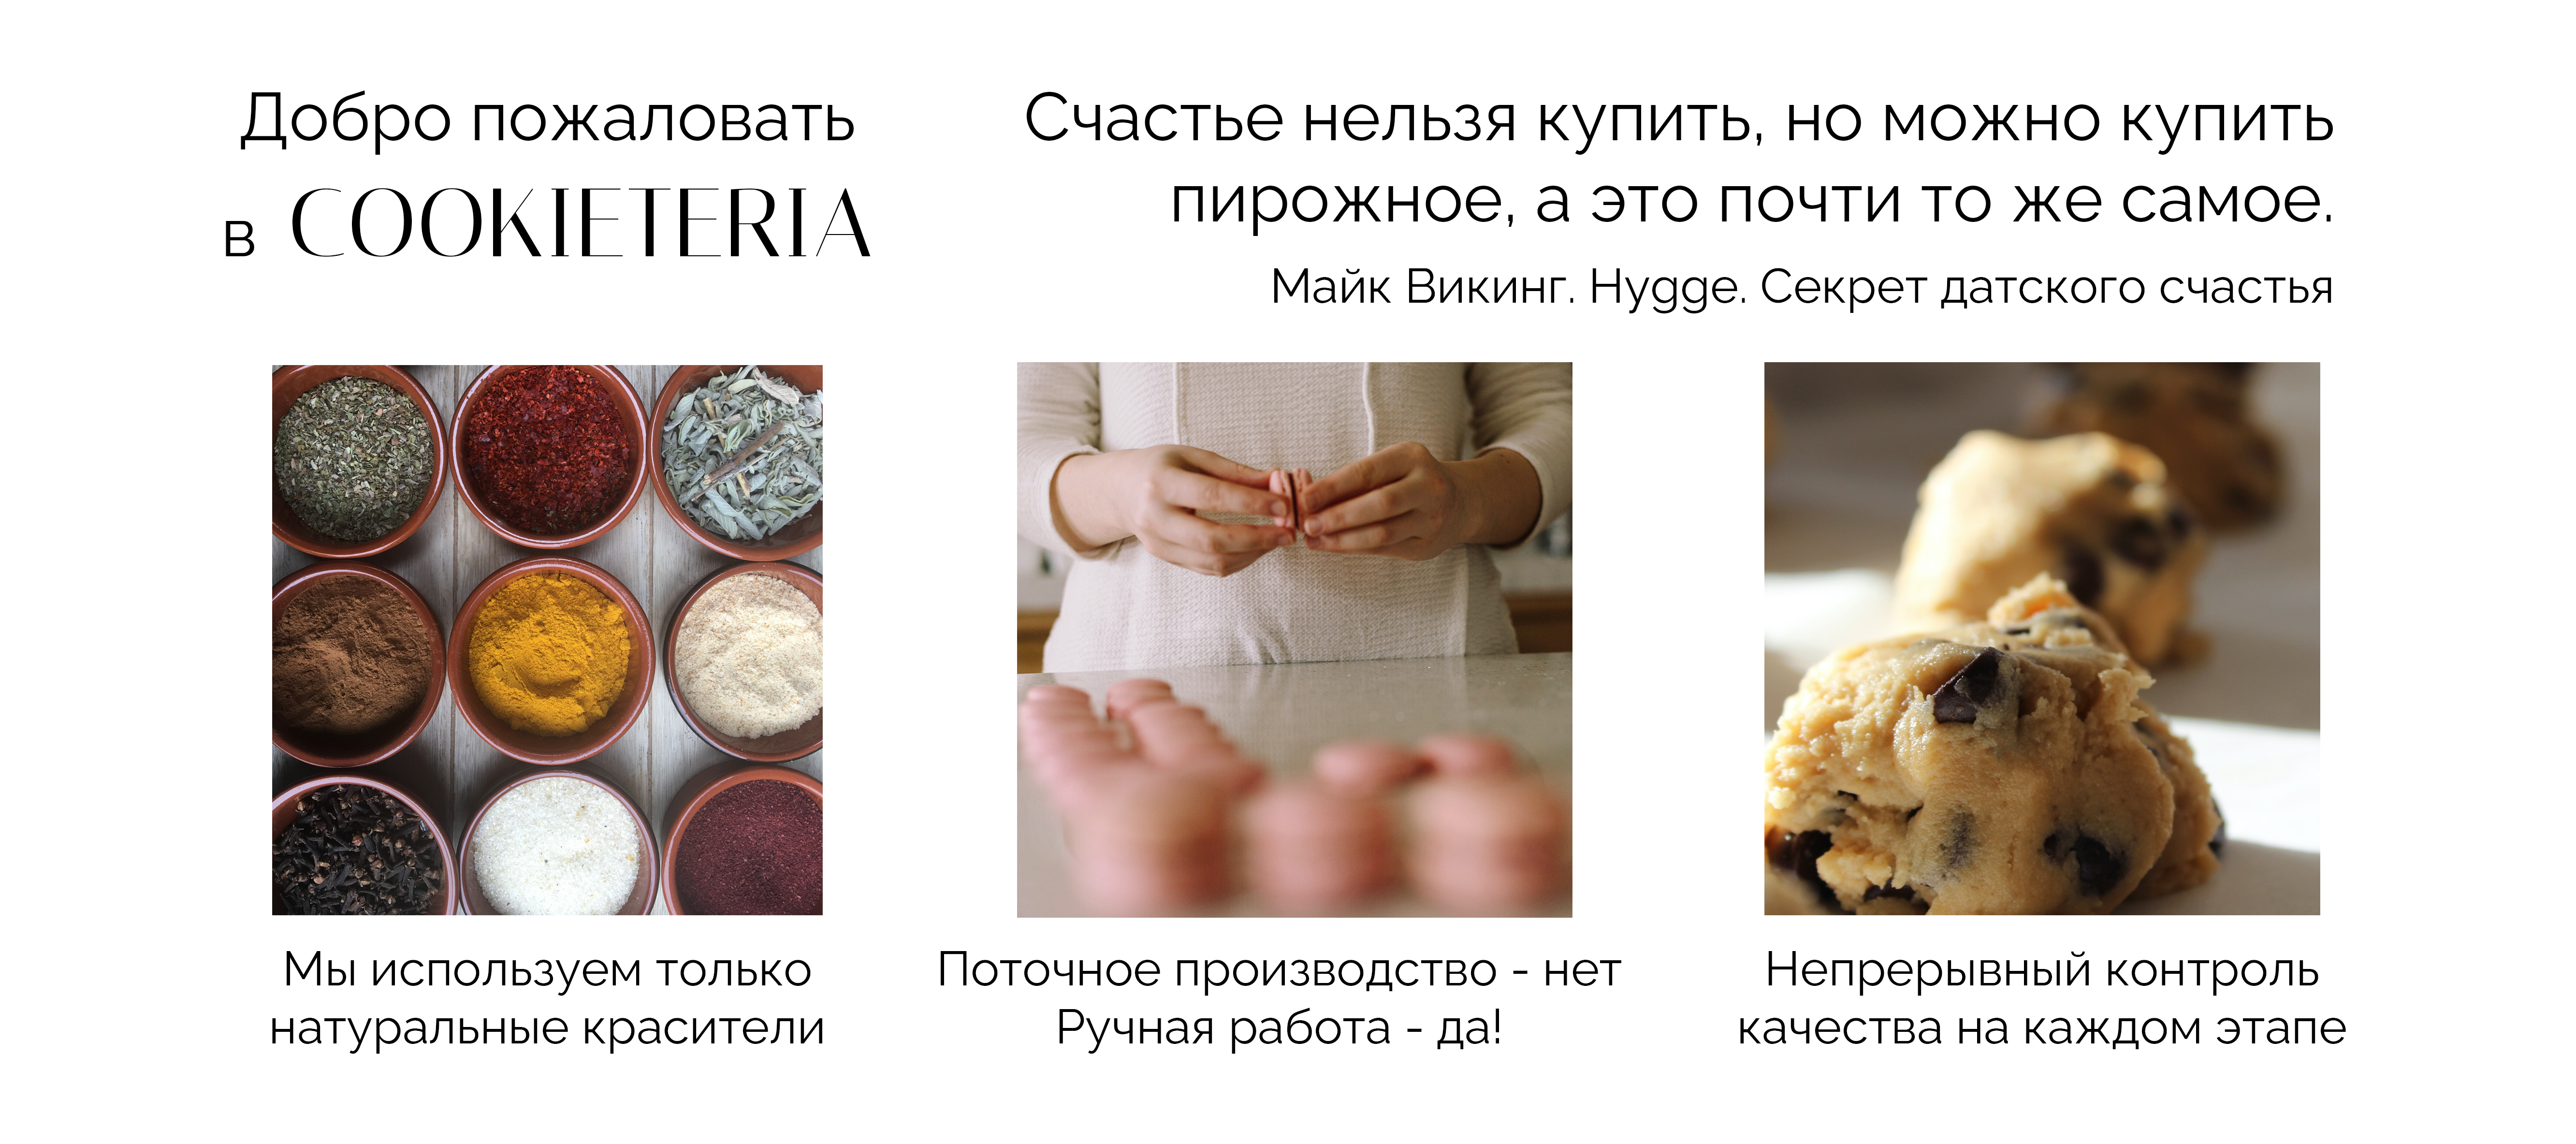 Добро пожаловать
в COOKIETERIA
Счастье нельзя купить, но можно купить
пирожное, а это почти то же самое.
Майк Викинг. Hygge. Секрет датского счастья
Мы используем только
натуральные красители
Поточное производство - нет
Ручная работа - да!
Непрерывный контроль
качества на каждом этапе